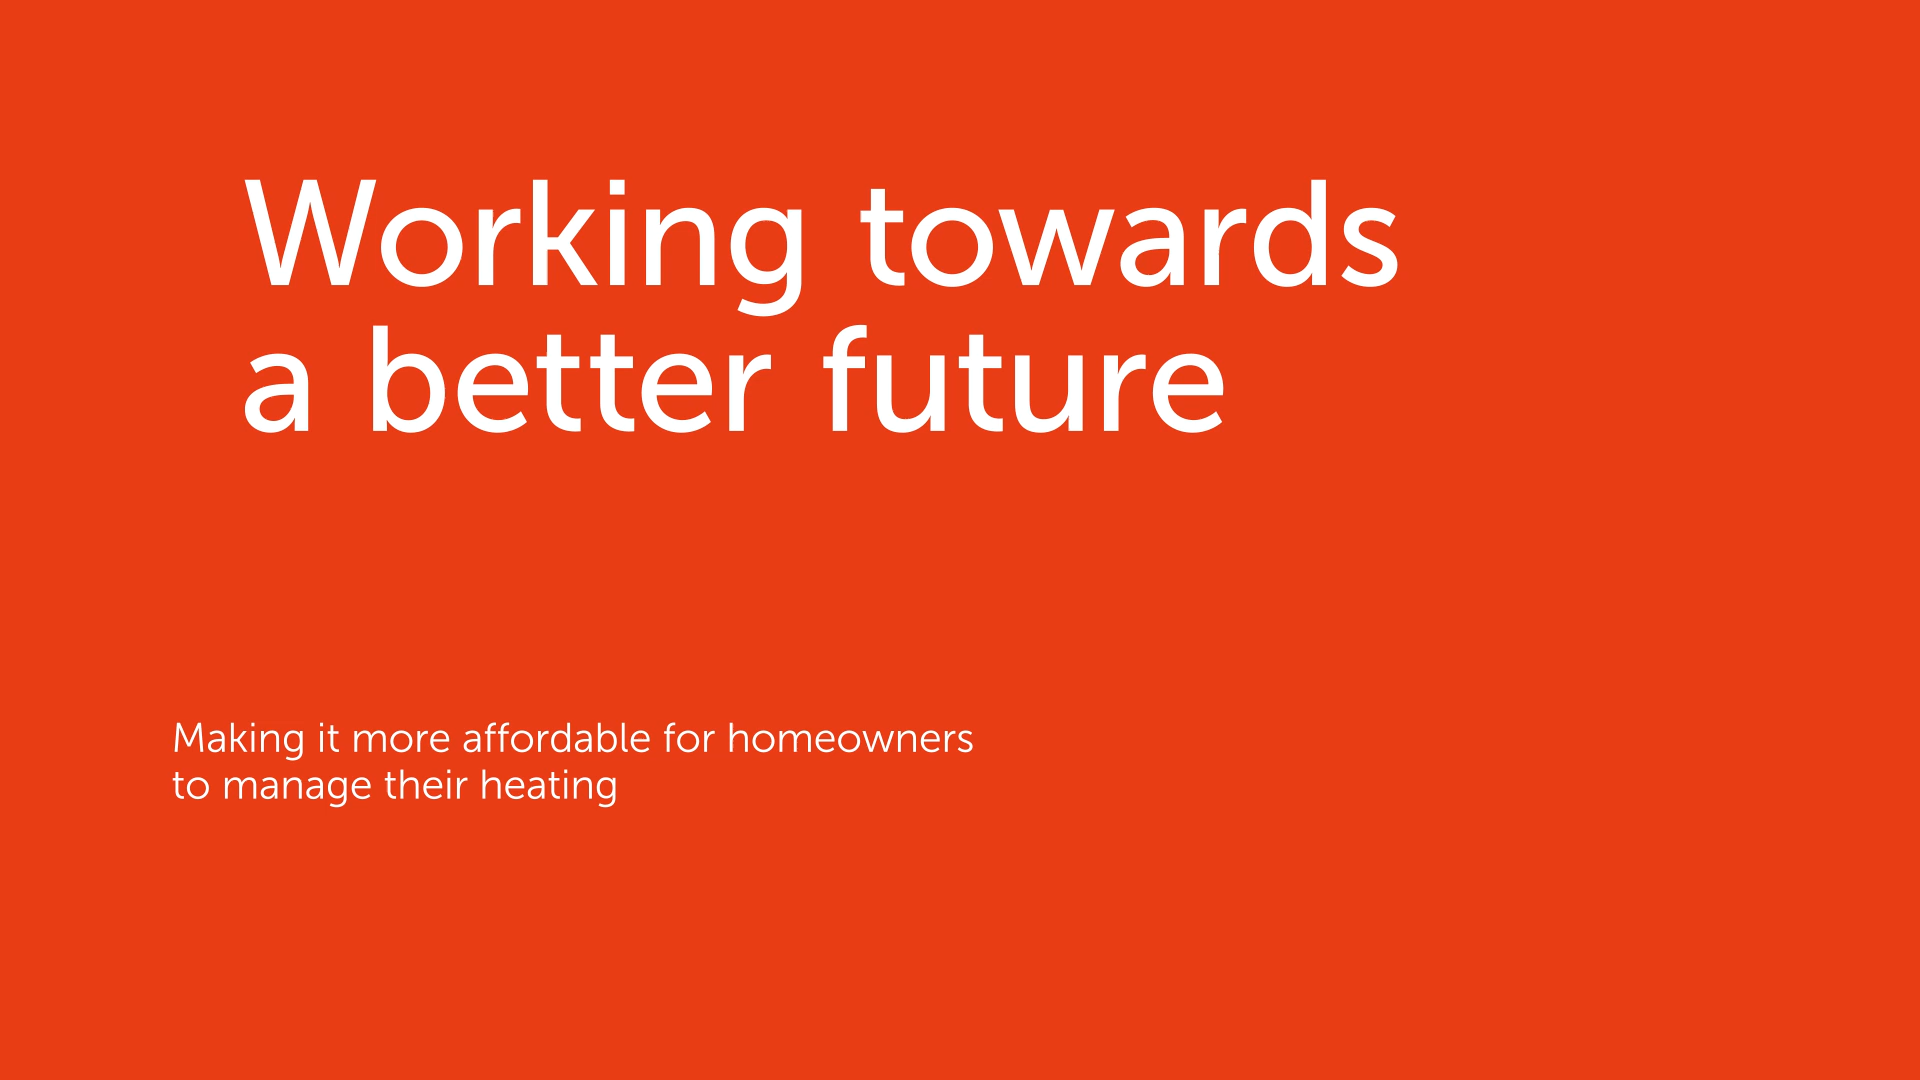 Working towards
a better future
Making it more affordable for homeowners
to manage their heating